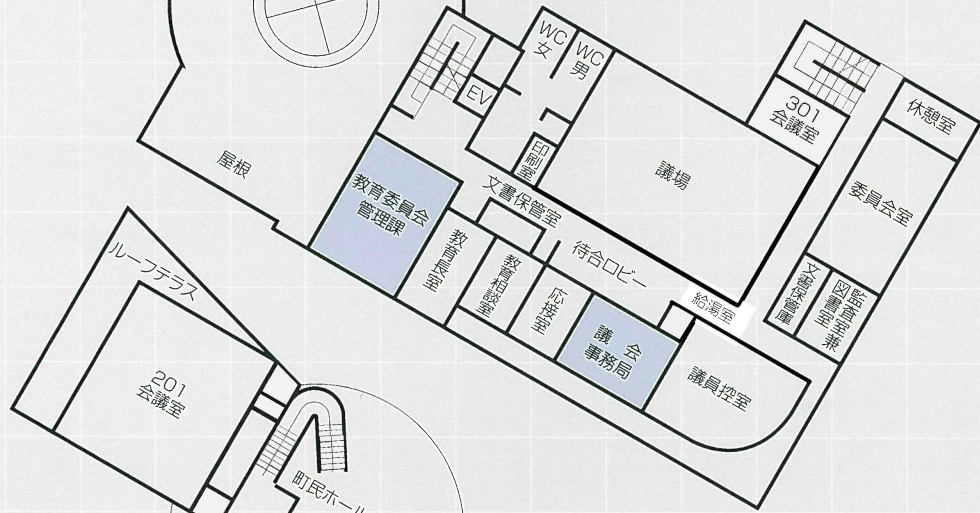 WC
女
WC
男
EV
印刷室
301
会議室
休憩室
屋根
教育委員会
管理課
文書保管室
議場
委員会室
ルーフテラス
教育長室
教育相談室
応接室
待合ロビー
給湯室
文書保管庫
監査室兼
図書室
議　会
事務局
議員控室
201
会議室
町民ホール